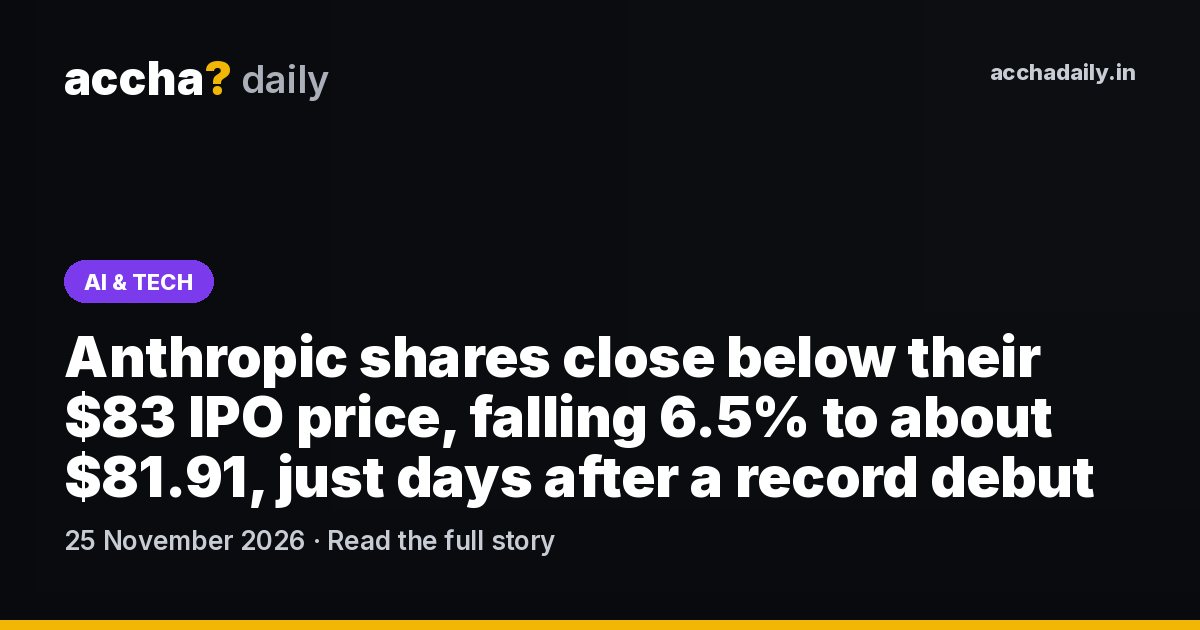 accha? daily
acchadaily.in
AI & TECH
Anthropic shares close below their
$83 IPO price, falling 6.5% to about
$81.91, just days after a record debut
25 November 2026 · Read the full story